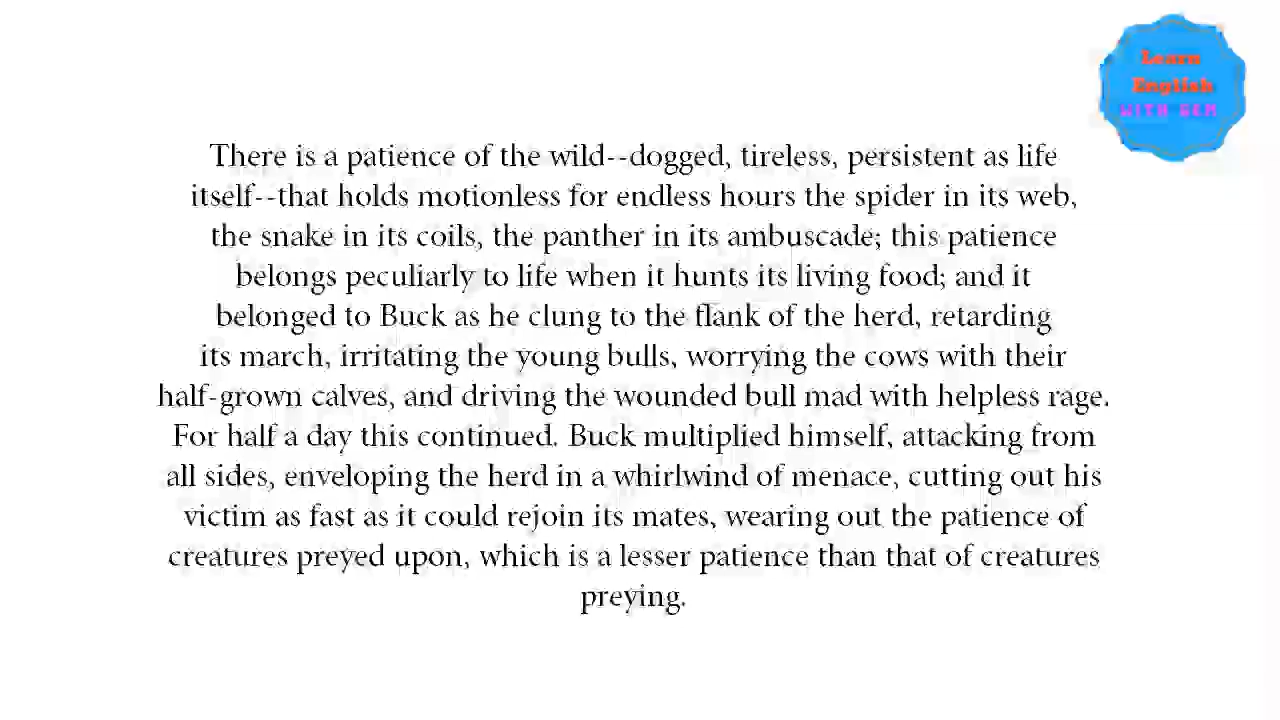 Learn
English
WITH GEM
There is a patience of the wild--dogged, tireless, persistent as life
itself--that holds motionless for endless hours the spider in its web,
the snake in its coils, the panther in its ambuscade; this patience
belongs peculiarly to life when it hunts its living food; and it
belonged to Buck as he clung to the flank of the herd, retarding
its march, irritating the young bulls, worrying the cows with their
half-grown calves, and driving the wounded bull mad with helpless rage.
For half a day this continued. Buck multiplied himself, attacking from
all sides, enveloping the herd in a whirlwind of menace, cutting out his
victim as fast as it could rejoin its mates, wearing out the patience of
creatures preyed upon, which is a lesser patience than that of creatures
preying.